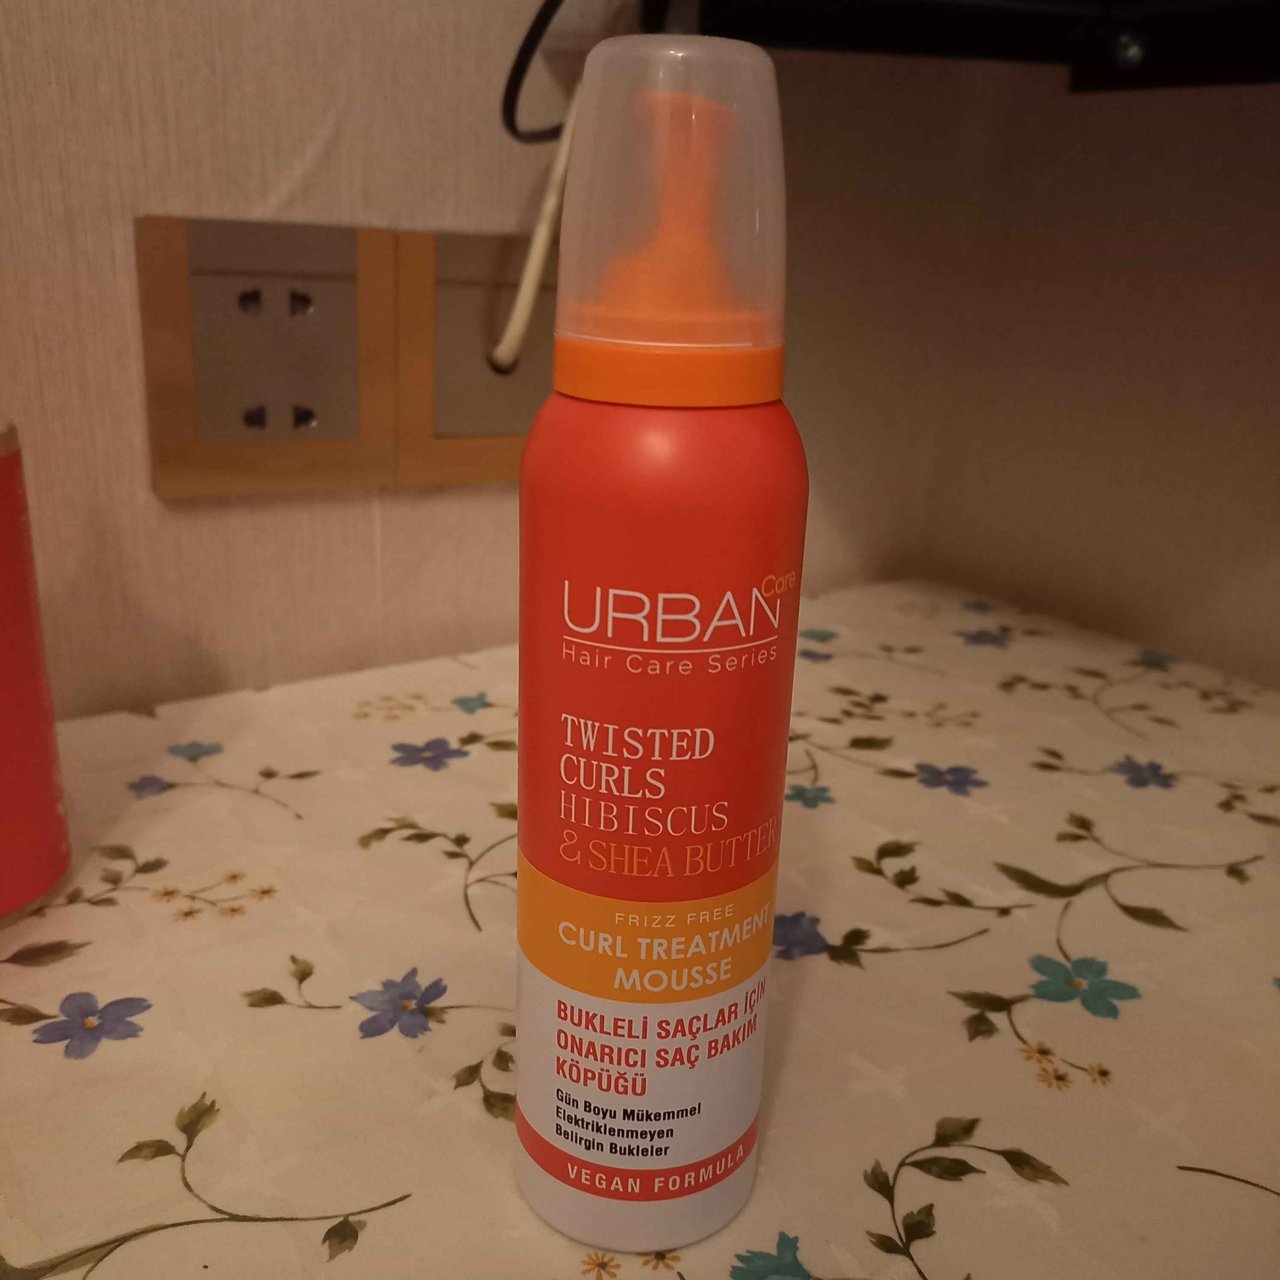 URBAN Care
Hair Care Series
TWISTED
CURLS
HIBISCUS
& SHEA BUTTER
FRIZZ FREE
CURL TREATMENT
MOUSSE
BUKLELİ SAÇLAR İÇİN
ONARICI SAÇ BAKIM
KÖPÜĞÜ
Gün Boyu Mükemmel
Elektriklenmeyen
Belirgin Bukleler
VEGAN FORMULA